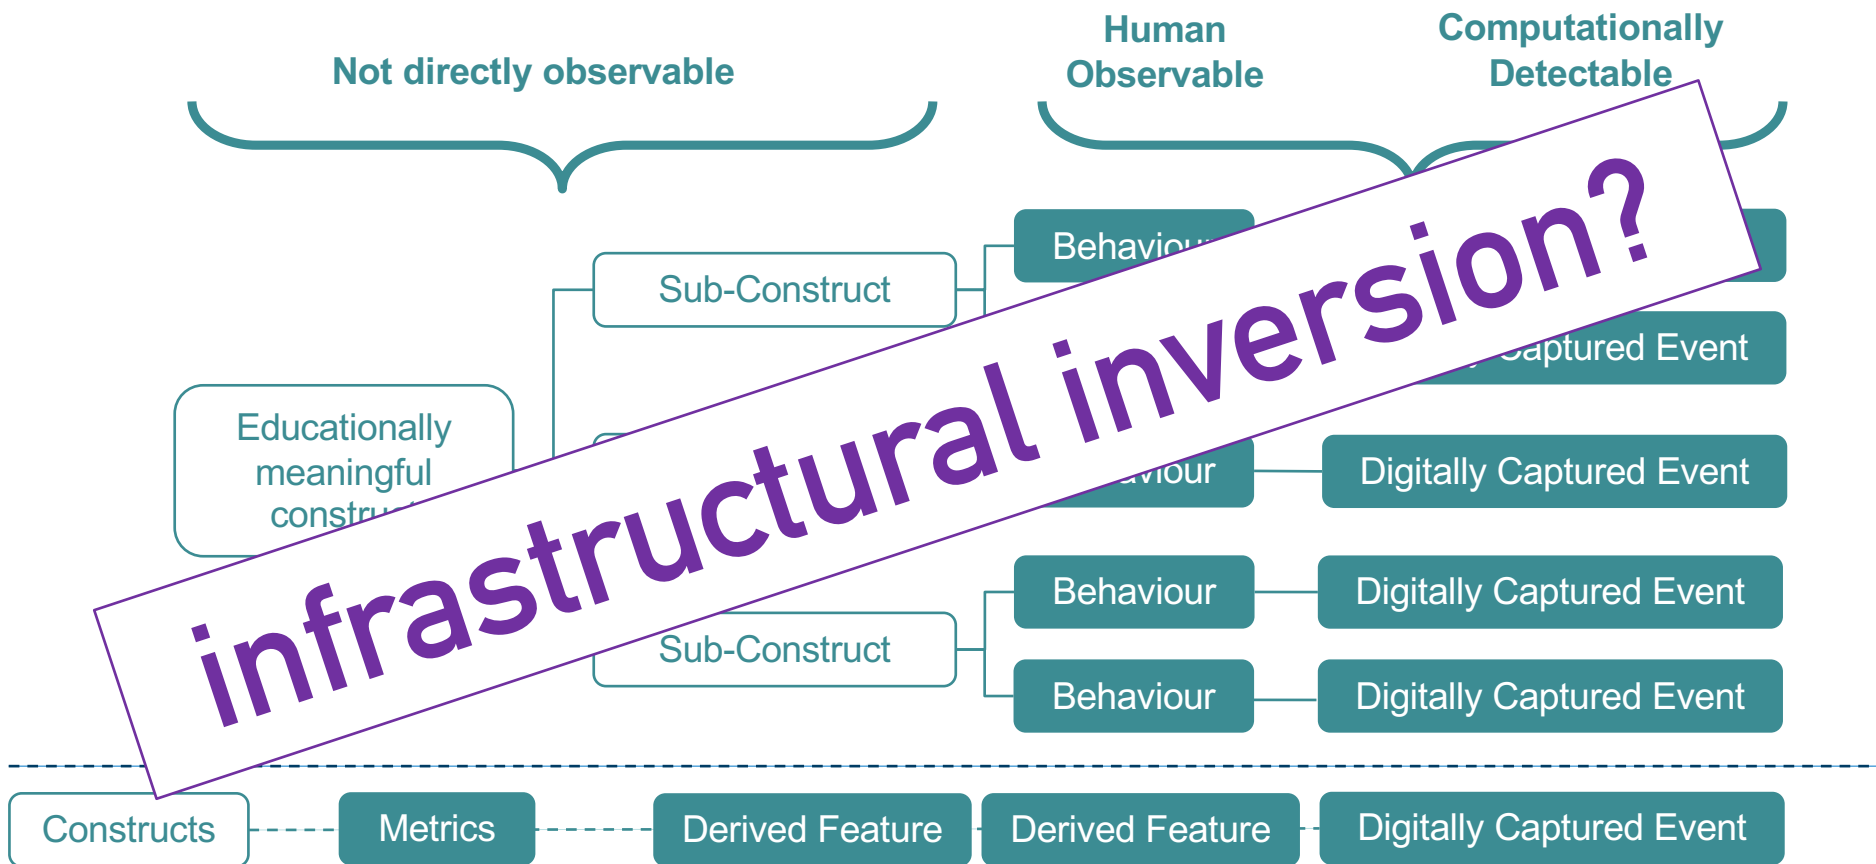 Not directly observable
Human
Observable
Computationally
Detectable
Sub-Construct
Educationally
meaningful
Captured Event
infrastructural inversion?
Digitally Captured Event
Behaviour
Digitally Captured Event
Sub-Construct
Behaviour
Digitally Captured Event
Constructs
Metrics
Derived Feature
Derived Feature
Digitally Captured Event